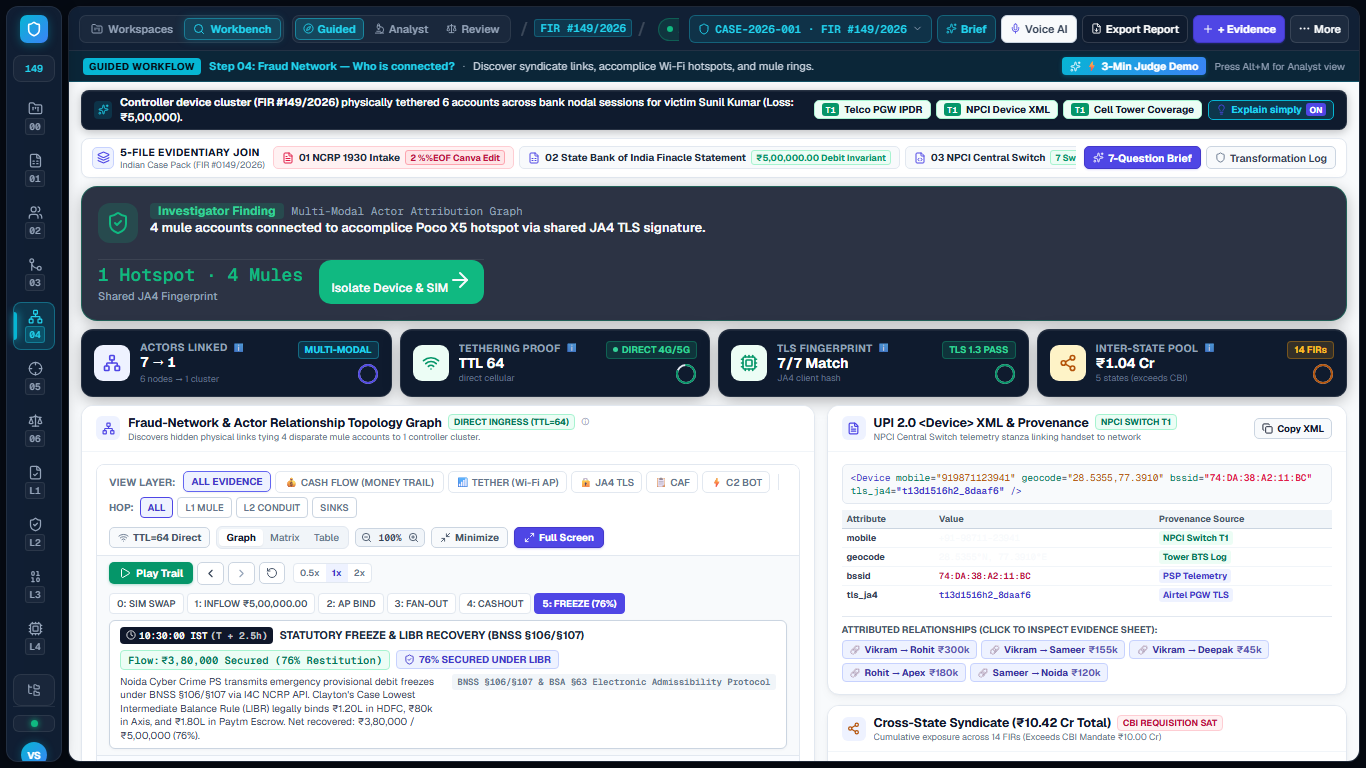 Workspaces
Workbench
Guided
Analyst
Review
/ FIR #149/2026 /
CASE-2026-001 · FIR #149/2026
Brief
Voice AI
Export Report
+ Evidence
More
149
00
01
02
03
04
05
06
L1
L2
L3
L4
VS
GUIDED WORKFLOW
Step 04: Fraud Network — Who is connected? · Discover syndicate links, accomplice Wi-Fi hotspots, and mule rings.
3-Min Judge Demo
Press Alt+M for Analyst view
Controller device cluster (FIR #149/2026) physically tethered 6 accounts across bank nodal sessions for victim Sunil Kumar (Loss:
₹5,00,000).
T1 Telco PGW IPDR
T1 NPCI Device XML
T1 Cell Tower Coverage
Explain simply ON
5-FILE EVIDENTIARY JOIN
Indian Case Pack (FIR #0149/2026)
01 NCRP 1930 Intake 2 %%EOF Canva Edit
02 State Bank of India Finacle Statement ₹5,00,000.00 Debit Invariant
03 NPCI Central Switch 7 Sw
7-Question Brief
Transformation Log
Investigator Finding Multi-Modal Actor Attribution Graph
4 mule accounts connected to accomplice Poco X5 hotspot via shared JA4 TLS signature.
1 Hotspot · 4 Mules
Shared JA4 Fingerprint
Isolate Device & SIM
ACTORS LINKED
MULTI-MODAL
7 → 1
6 nodes → 1 cluster
TETHERING PROOF
DIRECT 4G/5G
TTL 64
direct cellular
TLS FINGERPRINT
TLS 1.3 PASS
7/7 Match
JA4 client hash
INTER-STATE POOL
14 FIRs
₹1.04 Cr
5 states (exceeds CBI)
Fraud-Network & Actor Relationship Topology Graph DIRECT INGRESS (TTL=64)
Discovers hidden physical links tying 4 disparate mule accounts to 1 controller cluster.
VIEW LAYER: ALL EVIDENCE CASH FLOW (MONEY TRAIL) TETHER (Wi-Fi AP) JA4 TLS CAF C2 BOT
HOP: ALL L1 MULE L2 CONDUIT SINKS
TTL=64 Direct Graph Matrix Table 100% Minimize Full Screen
Play Trail 0.5x 1x 2x
0: SIM SWAP 1: INFLOW ₹5,00,000.00 2: AP BIND 3: FAN-OUT 4: CASHOUT 5: FREEZE (76%)
10:30:00 IST (T + 2.5h) STATUTORY FREEZE & LIBR RECOVERY (BNSS §106/§107)
Flow: ₹3,80,000 Secured (76% Restitution) 76% SECURED UNDER LIBR
Noida Cyber Crime PS transmits emergency provisional debit freezes
under BNSS §106/§107 via I4C NCRP API. Clayton's Case Lowest
Intermediate Balance Rule (LIBR) legally binds ₹1.20L in HDFC, ₹80k
in Axis, and ₹1.80L in Paytm Escrow. Net recovered: ₹3,80,000 /
₹5,00,000 (76%).
BNSS §106/§107 & BSA §63 Electronic Admissibility Protocol
UPI 2.0 <Device> XML & Provenance NPCI SWITCH T1
NPCI Central Switch telemetry stanza linking handset to network
Copy XML
<Device mobile="919871123941" geocode="28.5355,77.3910" bssid="74:DA:38:A2:11:BC"
tls_ja4="t13d1516h2_8daaf6" />
Attribute Value Provenance Source
mobile NPCI Switch T1
geocode Tower BTS Log
bssid 74:DA:38:A2:11:BC PSP Telemetry
tls_ja4 t13d1516h2_8daaf6 Airtel PGW TLS
ATTRIBUTED RELATIONSHIPS (CLICK TO INSPECT EVIDENCE SHEET):
Vikram → Rohit ₹300k
Vikram → Sameer ₹155k
Vikram → Deepak ₹45k
Rohit → Apex ₹180k
Sameer → Noida ₹120k
Cross-State Syndicate (₹10.42 Cr Total) CBI REQUISITION SAT
Cumulative exposure across 14 FIRs (Exceeds CBI Mandate ₹10.00 Cr)